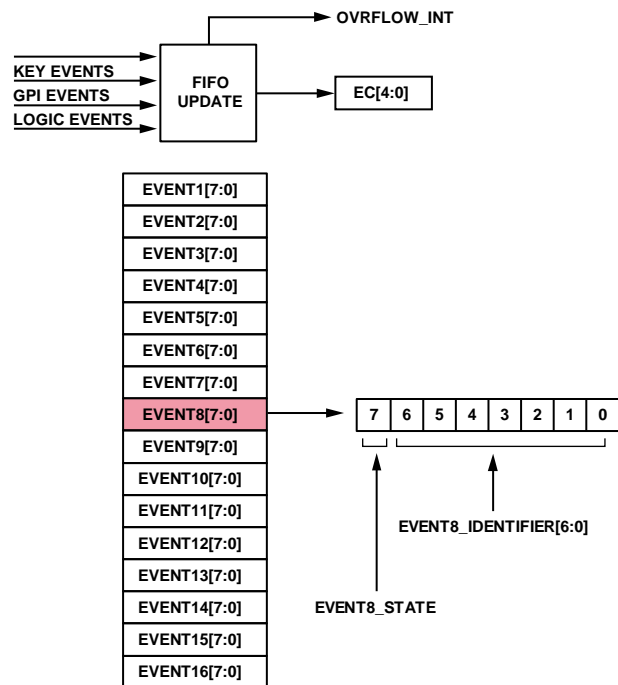 OVRFLOW_INT
KEY EVENTS
GPI EVENTS
LOGIC EVENTS
FIFO
UPDATE
EC[4:0]
EVENT1[7:0]
EVENT2[7:0]
EVENT3[7:0]
EVENT4[7:0]
EVENT5[7:0]
EVENT6[7:0]
EVENT7[7:0]
EVENT8[7:0]
7 6 5 4 3 2 1 0
EVENT9[7:0]
EVENT10[7:0]
EVENT11[7:0]
EVENT12[7:0]
EVENT13[7:0]
EVENT14[7:0]
EVENT15[7:0]
EVENT16[7:0]
EVENT8_IDENTIFIER[6:0]
EVENT8_STATE